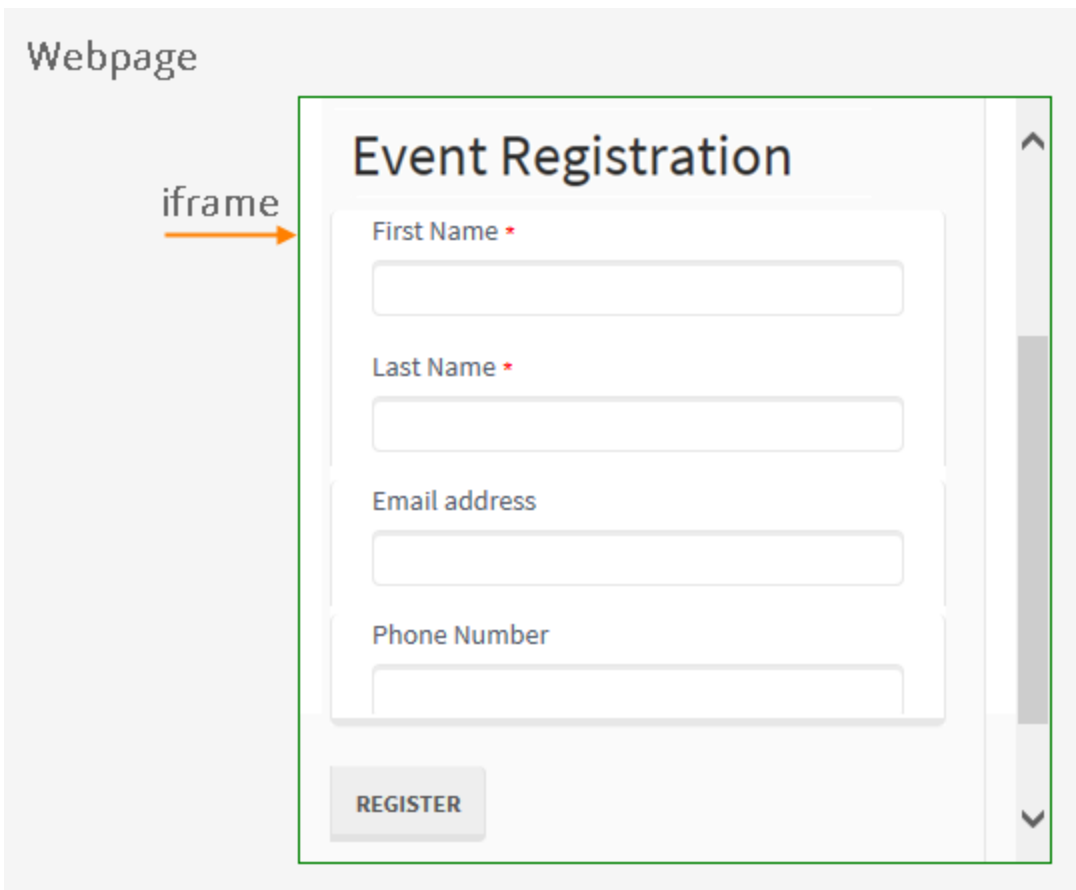 Webpage
iframe
Event Registration
First Name *
Last Name *
Email address
Phone Number
REGISTER